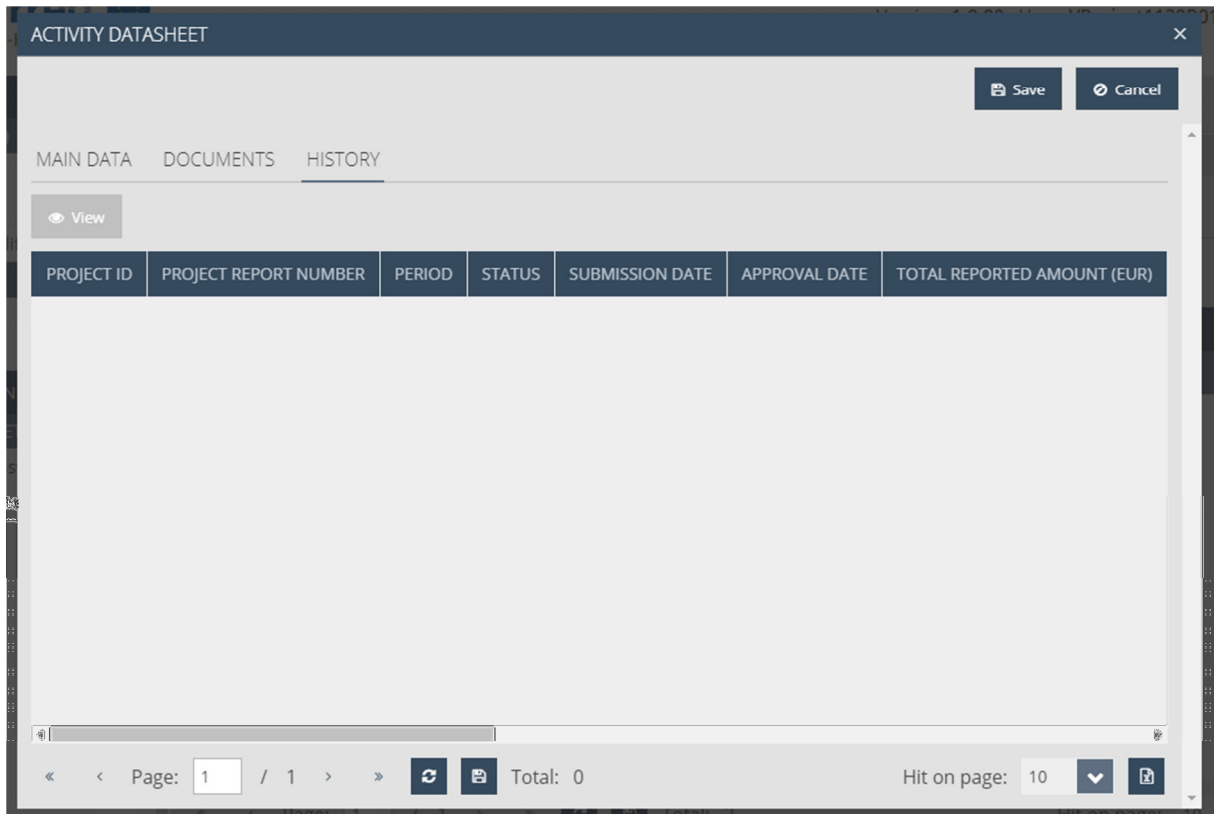 ACTIVITY DATASHEET
Save Cancel
MAIN DATA DOCUMENTS HISTORY
View
PROJECT ID PROJECT REPORT NUMBER PERIOD STATUS SUBMISSION DATE APPROVAL DATE TOTAL REPORTED AMOUNT (EUR)
« ‹ Page: 1 / 1 › » Total: 0 Hit on page: 10